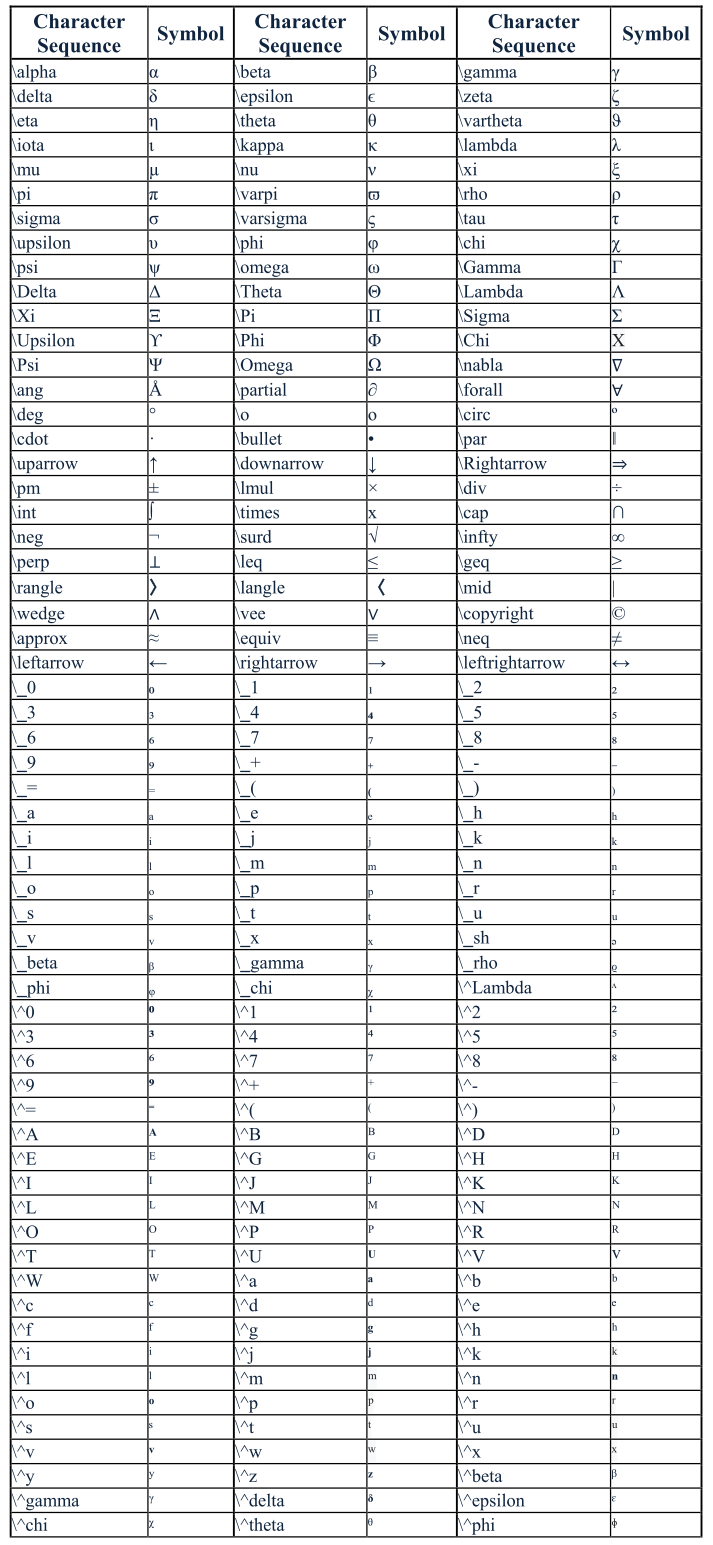 Character Sequence Symbol Character Sequence Symbol Character Sequence Symbol
\alpha α \beta β \gamma γ
\delta δ \epsilon ϵ \zeta ζ
\eta η \theta θ \vartheta ϑ
\iota ι \kappa κ \lambda λ
\mu μ \nu ν \xi ξ
\pi π \varpi ϖ \rho ρ
\sigma σ \varsigma ς \tau τ
\upsilon υ \phi φ \chi χ
\psi ψ \omega ω \Gamma Γ
\Delta Δ \Theta Θ \Lambda Λ
\Xi Ξ \Pi Π \Sigma Σ
\Upsilon ϒ \Phi Φ \Chi Χ
\Psi Ψ \Omega Ω \nabla ∇
\ang Å \partial ∂ \forall ∀
\deg ° \o ο \circ º
\cdot · \bullet • \par ‖
\uparrow ↑ \downarrow ↓ \Rightarrow ⇒
\pm ± \lmul × \div ÷
\int ∫ \times x \cap ∩
\neg ¬ \surd √ \infty ∞
\perp ⊥ \leq ≤ \geq ≥
\rangle 〉 \langle 〈 \mid |
\wedge ∧ \vee ∨ \copyright ©
\approx ≈ \equiv ≡ \neq ≠
\leftarrow ← \rightarrow → \leftrightarrow ↔
\_0 ₀ \_1 ₁ \_2 ₂
\_3 ₃ \_4 ₄ \_5 ₅
\_6 ₆ \_7 ₇ \_8 ₈
\_9 ₉ \_+ ₊ \_- ₋
\_= ₌ \_( ₍ \_) ₎
\_a ₐ \_e ₑ \_h ₕ
\_i ᵢ \_j ⱼ \_k ₖ
\_l ₗ \_m ₘ \_n ₙ
\_o ₒ \_p ₚ \_r ᵣ
\_s ₛ \_t ₜ \_u ᵤ
\_v ᵥ \_x ₓ \_sh ₔ
\_beta ᵦ \_gamma ᵧ \_rho ᵨ
\_phi ᵩ \_chi ᵪ \^Lambda ᶺ
\^0 ⁰ \^1 ¹ \^2 ²
\^3 ³ \^4 ⁴ \^5 ⁵
\^6 ⁶ \^7 ⁷ \^8 ⁸
\^9 ⁹ \^+ ⁺ \^- ⁻
\^= ⁼ \^( ⁽ \^) ⁾
\^A ᴬ \^B ᴮ \^D ᴰ
\^E ᴱ \^G ᴳ \^H ᴴ
\^I ᴵ \^J ᴶ \^K ᴷ
\^L ᴸ \^M ᴹ \^N ᴺ
\^O ᴼ \^P ᴾ \^R ᴿ
\^T ᵀ \^U ᵁ \^V ⱽ
\^W ᵂ \^a ᵃ \^b ᵇ
\^c ᶜ \^d ᵈ \^e ᵉ
\^f ᶠ \^g ᵍ \^h ʰ
\^i ⁱ \^j ʲ \^k ᵏ
\^l ˡ \^m ᵐ \^n ⁿ
\^o ᵒ \^p ᵖ \^r ʳ
\^s ˢ \^t ᵗ \^u ᵘ
\^v ᵛ \^w ʷ \^x ˣ
\^y ʸ \^z ᶻ \^beta ᵝ
\^gamma ᵞ \^delta ᵟ \^epsilon ᵋ
\^chi ᵡ \^theta ᶿ \^phi ᶲ